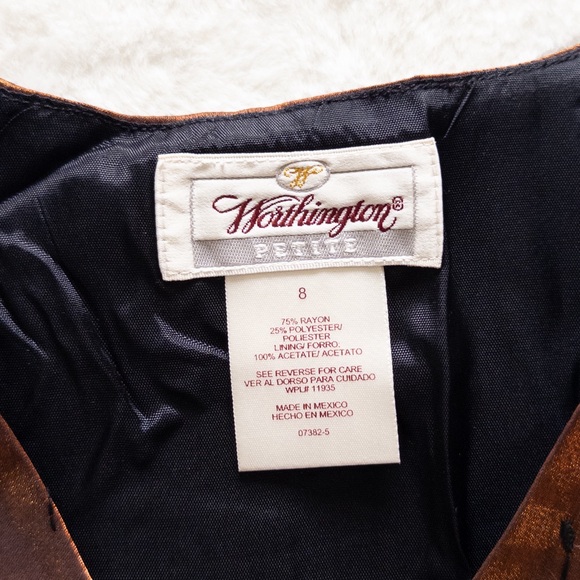 W
Worthington®
PETITE
8
75% RAYON
25% POLYESTER/
POLIESTER
LINING/ FORRO:
100% ACETATE/ ACETATO
SEE REVERSE FOR CARE
VER AL DORSO PARA CUIDADO
WPL# 11935
MADE IN MEXICO
HECHO EN MEXICO
07382-5